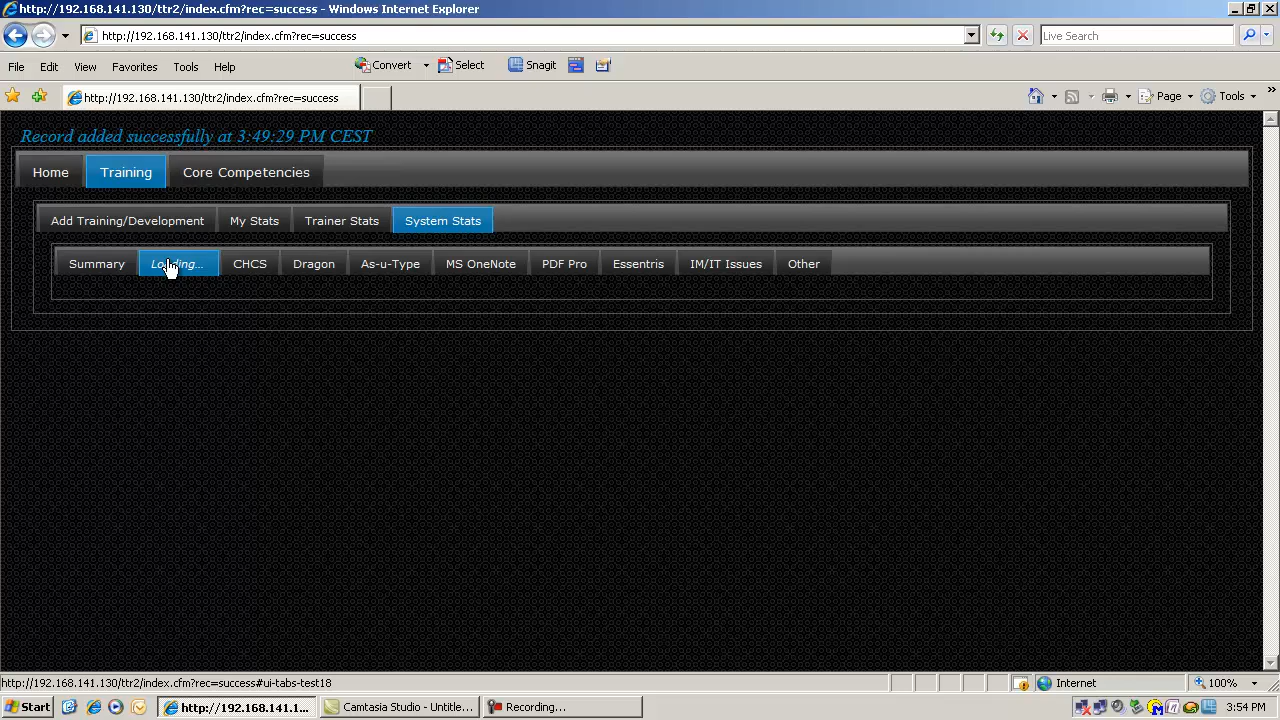 http://192.168.141.130/ttr2/index.cfm?rec=success - Windows Internet Explorer
http://192.168.141.130/ttr2/index.cfm?rec=success
Live Search
File Edit View Favorites Tools Help
Convert Select Snagit
http://192.168.141.130/ttr2/index.cfm?rec=success
Page Tools
Record added successfully at 3:49:29 PM CEST
Home Training Core Competencies
Add Training/Development My Stats Trainer Stats System Stats
Summary Loading... CHCS Dragon As-u-Type MS OneNote PDF Pro Essentris IM/IT Issues Other
http://192.168.141.130/ttr2/index.cfm?rec=success#ui-tabs-test18
Internet
100%
Start
http://192.168.141.1...
Camtasia Studio - Untitle...
Recording...
3:54 PM